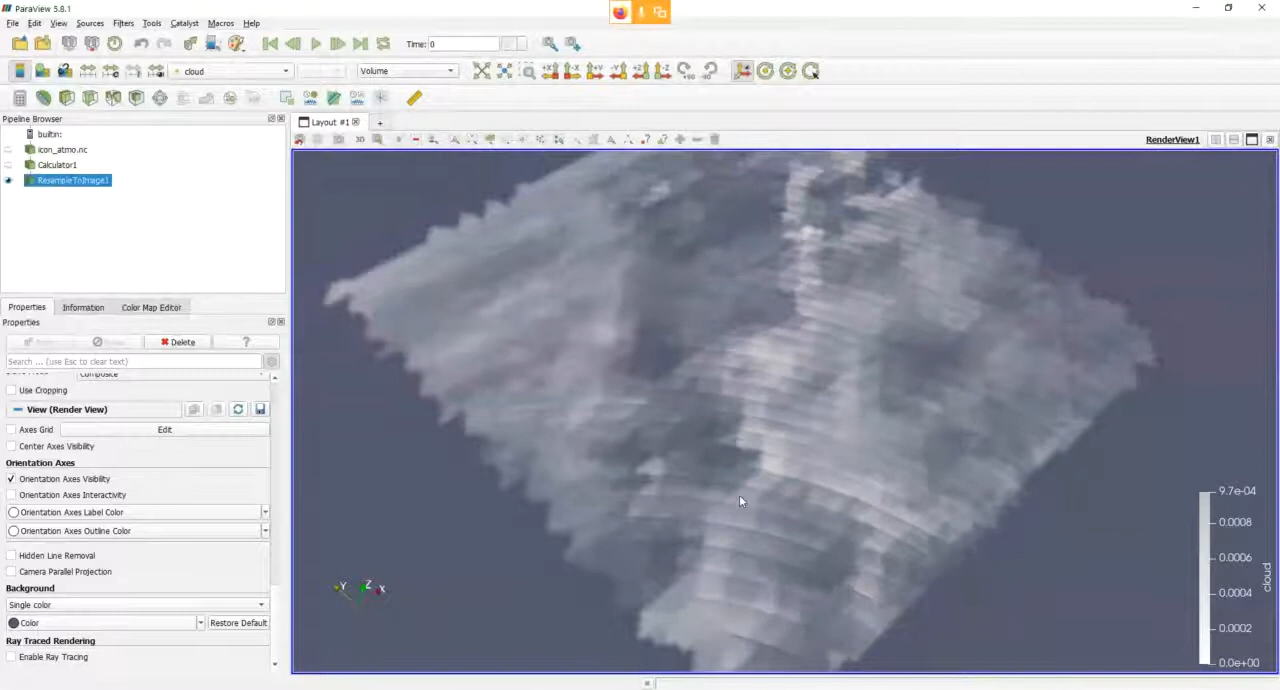 ParaView 5.8.1
File Edit View Sources Filters Tools Catalyst Macros Help
Time: 0
cloud Volume
+X -X +Y -Y +Z -Z +90 -90
Pipeline Browser
Layout #1
builtin:
icon_atmo.nc
3D
RenderView1
Calculator1
ResampleToImage1
Properties Information Color Map Editor
Properties
Delete ?
Search ... (use Esc to clear text)
Composite
Use Cropping
View (Render View)
Axes Grid Edit
Center Axes Visibility
Orientation Axes
Orientation Axes Visibility
Orientation Axes Interactivity
Orientation Axes Label Color
Orientation Axes Outline Color
Hidden Line Removal
Camera Parallel Projection
Background
Single color
Color Restore Default
Ray Traced Rendering
Enable Ray Tracing
Y Z X
9.7e-04
0.0008
0.0006
0.0004
0.0002
0.0e+00
cloud